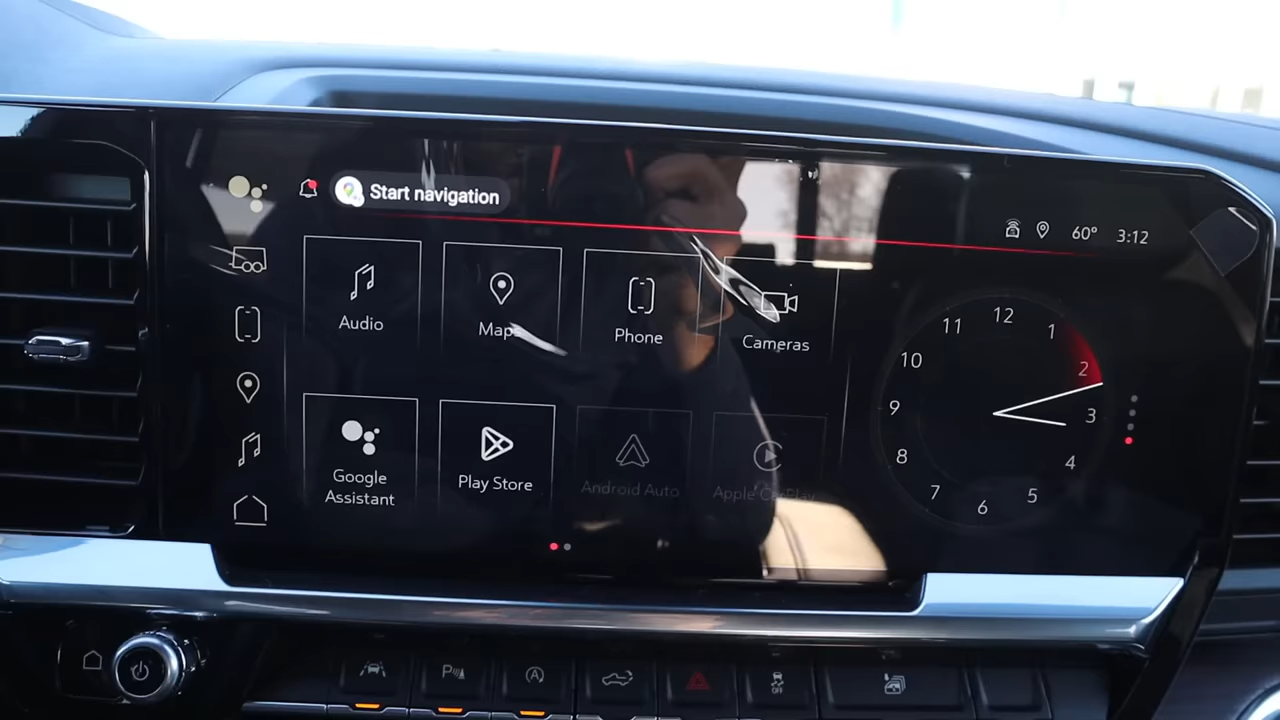 Start navigation
60° 3:12
Audio
Maps
Phone
Cameras
Google
Assistant
Play Store
Android Auto
Apple CarPlay
12
1
2
3
4
5
6
7
8
9
10
11
P
A
OFF